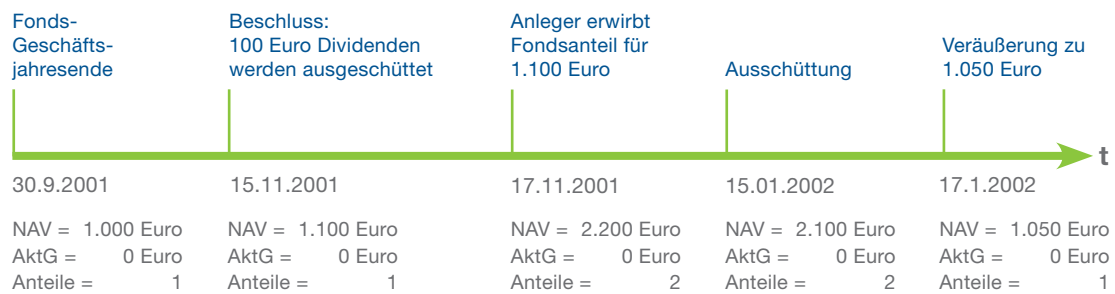 Fonds-
Geschäfts-
jahresende
Beschluss:
100 Euro Dividenden
werden ausgeschüttet
Anleger erwirbt
Fondsanteil für
1.100 Euro
Ausschüttung
Veräußerung zu
1.050 Euro
t
30.9.2001
15.11.2001
17.11.2001
15.01.2002
17.1.2002
NAV = 1.000 Euro
AktG = 0 Euro
Anteile = 1
NAV = 1.100 Euro
AktG = 0 Euro
Anteile = 1
NAV = 2.200 Euro
AktG = 0 Euro
Anteile = 2
NAV = 2.100 Euro
AktG = 0 Euro
Anteile = 2
NAV = 1.050 Euro
AktG = 0 Euro
Anteile = 1